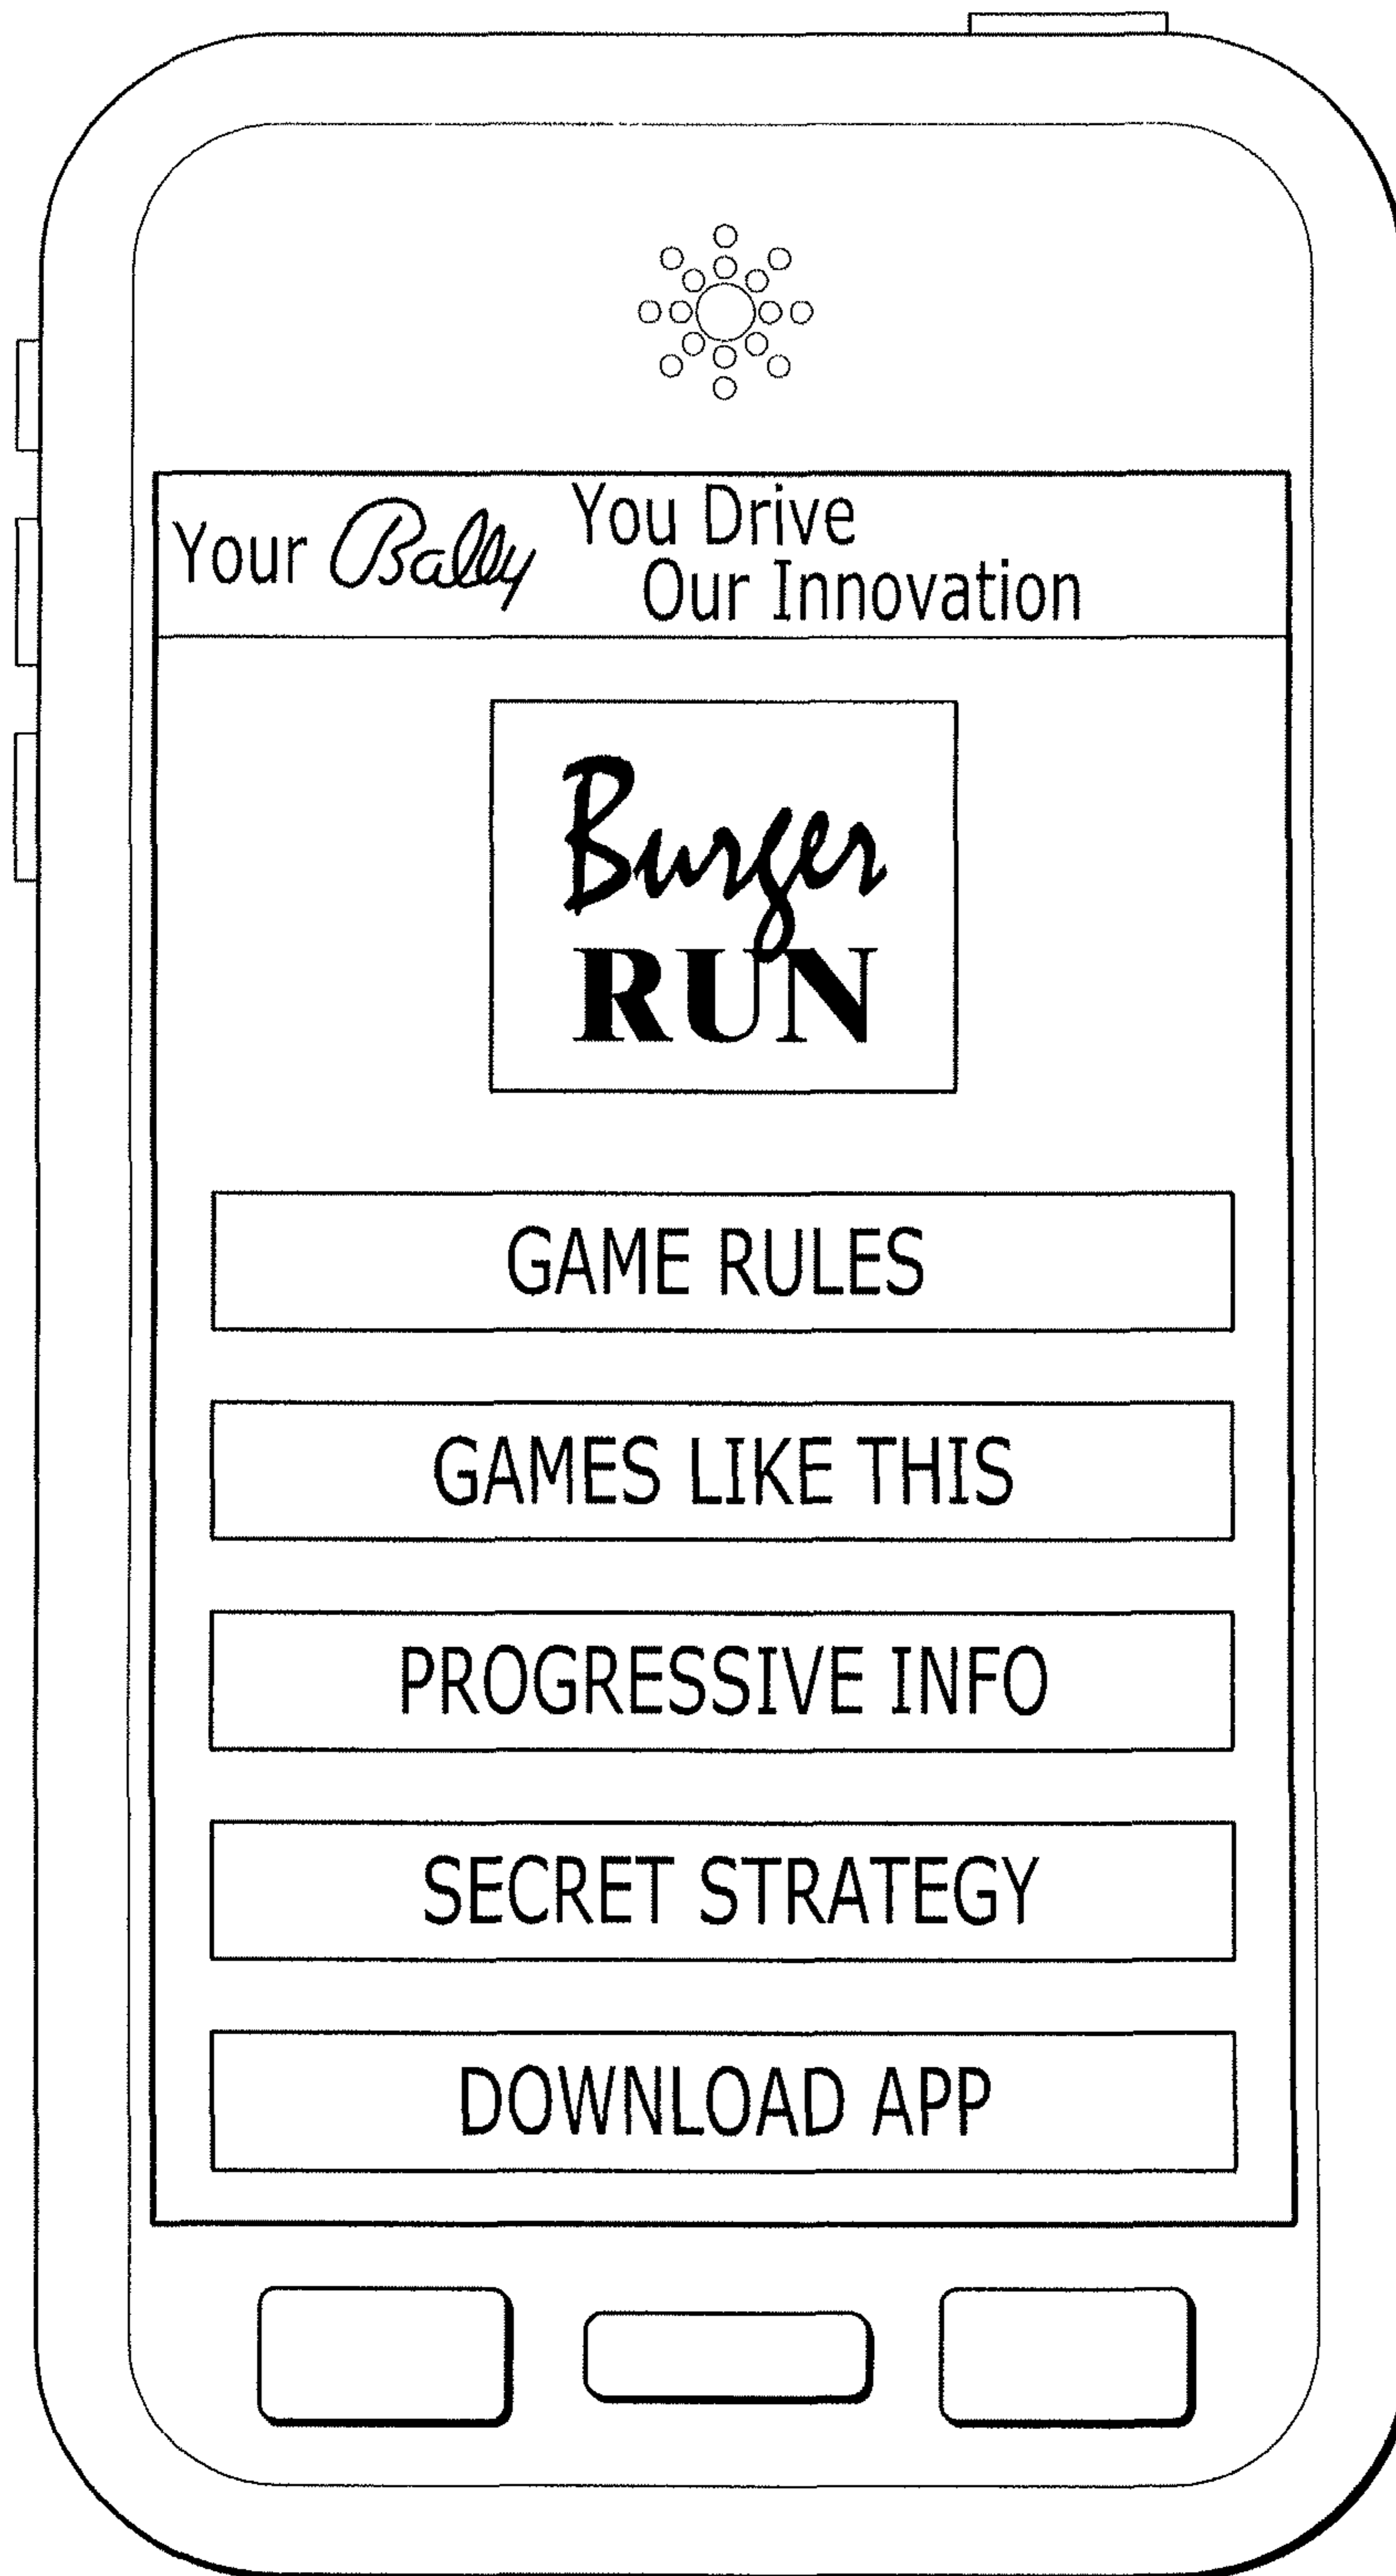 Your Bally You Drive
Our Innovation
Burger
RUN
GAME RULES
GAMES LIKE THIS
PROGRESSIVE INFO
SECRET STRATEGY
DOWNLOAD APP